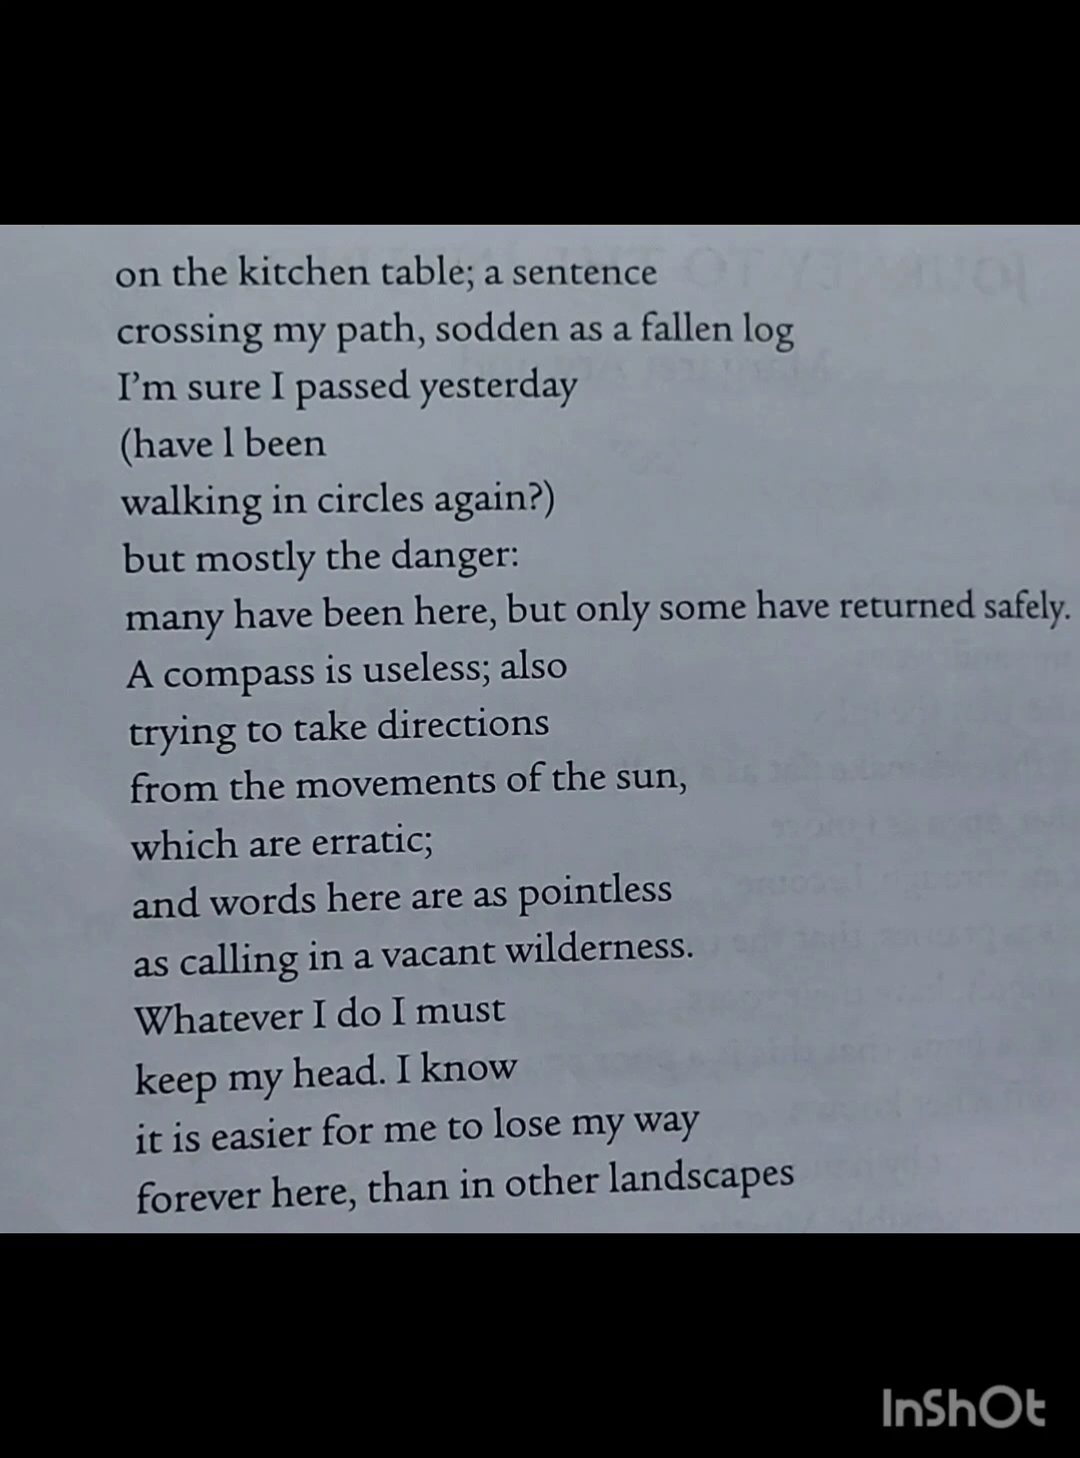 on the kitchen table; a sentence
crossing my path, sodden as a fallen log
I'm sure I passed yesterday
(have l been
walking in circles again?)
but mostly the danger:
many have been here, but only some have returned safely.
A compass is useless; also
trying to take directions
from the movements of the sun,
which are erratic;
and words here are as pointless
as calling in a vacant wilderness.
Whatever I do I must
keep my head. I know
it is easier for me to lose my way
forever here, than in other landscapes
InShOt